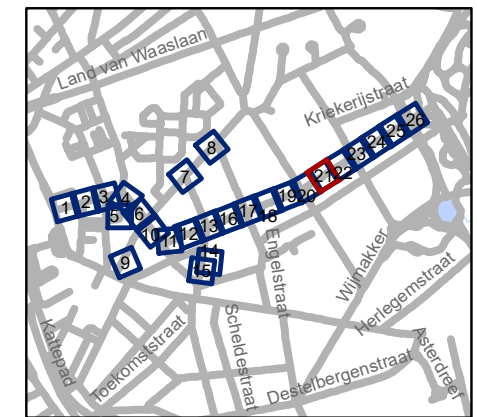 Land van Waaslaan
Kriekerijstraat
8
7
26
25
24
23
22
21
20
19
18
17
16
13
12
11
10
6
5
4
3
2
1
9
14
15
Engelstraat
Wijmakker
Herlegemstraat
Kattepad
Toekomststraat
Scheldestraat
Destelbergenstraat
Asterdreef